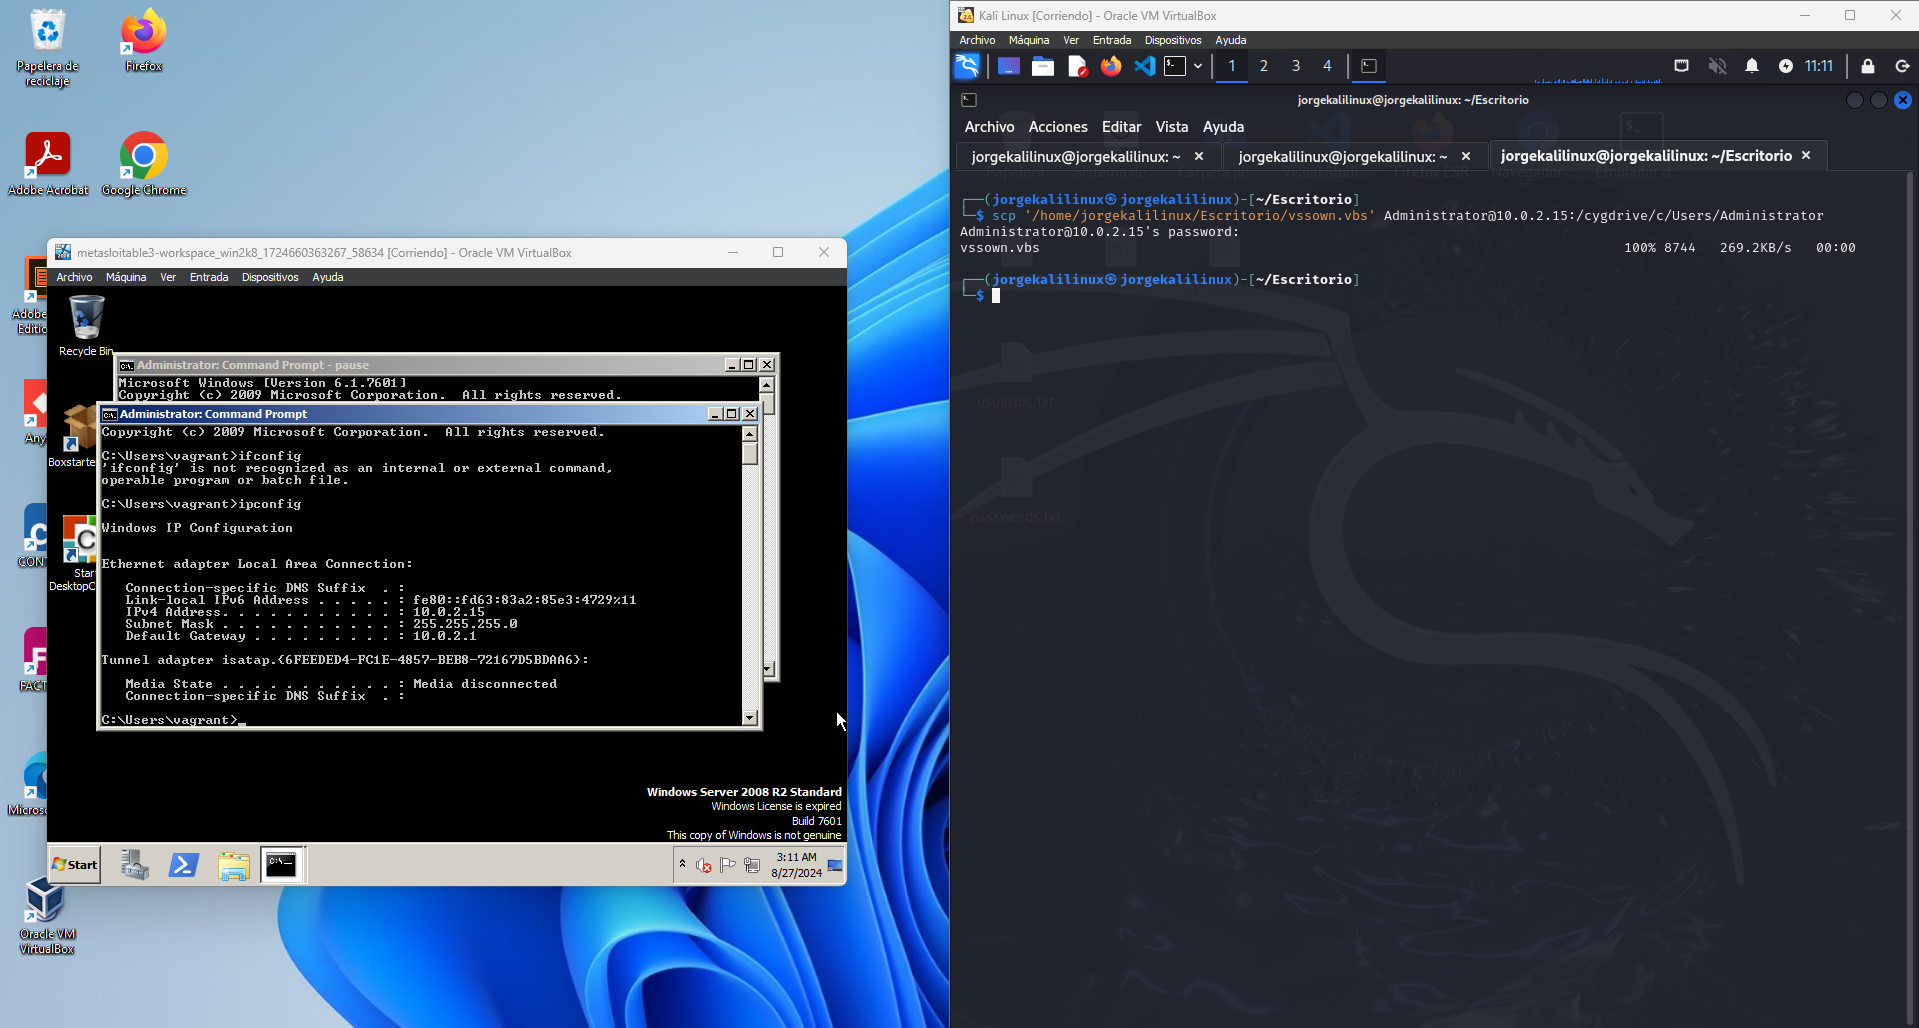 Papelera de
reciclaje
Firefox
Adobe Acrobat
Google Chrome
Adobe
Editio
Any
CON
FACT
Micros
Oracle VM
VirtualBox
metasloitable3-workspace_win2k8_1724660363267_58634 [Corriendo] - Oracle VM VirtualBox
Archivo Máquina Ver Entrada Dispositivos Ayuda
Recycle Bin
Boxstarte
Star
DesktopC
Administrator: Command Prompt - pause
Microsoft Windows [Version 6.1.7601]
Copyright (c) 2009 Microsoft Corporation.  All rights reserved.
Administrator: Command Prompt
Copyright (c) 2009 Microsoft Corporation.  All rights reserved.
C:\Users\vagrant>ifconfig
'ifconfig' is not recognized as an internal or external command,
operable program or batch file.
C:\Users\vagrant>ipconfig
Windows IP Configuration
Ethernet adapter Local Area Connection:
Connection-specific DNS Suffix  . :
Link-local IPv6 Address . . . . . : fe80::fd63:83a2:85e3:4729%11
IPv4 Address. . . . . . . . . . . : 10.0.2.15
Subnet Mask . . . . . . . . . . . : 255.255.255.0
Default Gateway . . . . . . . . . : 10.0.2.1
Tunnel adapter isatap.{6FEEDED4-FC1E-4857-BEB8-72167D5BDAA6}:
Media State . . . . . . . . . . . : Media disconnected
Connection-specific DNS Suffix  . :
C:\Users\vagrant>_
Windows Server 2008 R2 Standard
Windows License is expired
Build 7601
This copy of Windows is not genuine
Start
3:11 AM
8/27/2024
Kali Linux [Corriendo] - Oracle VM VirtualBox
Archivo Máquina Ver Entrada Dispositivos Ayuda
1 2 3 4
11:11
jorgekalilinux@jorgekalilinux: ~/Escritorio
Archivo Acciones Editar Vista Ayuda
jorgekalilinux@jorgekalilinux: ~ jorgekalilinux@jorgekalilinux: ~ jorgekalilinux@jorgekalilinux: ~/Escritorio
┌──(jorgekalilinux㉿jorgekalilinux)-[~/Escritorio]
└─$ scp '/home/jorgekalilinux/Escritorio/vssown.vbs' Administrator@10.0.2.15:/cygdrive/c/Users/Administrator
Administrator@10.0.2.15's password:
vssown.vbs 100% 8744 269.2KB/s 00:00
┌──(jorgekalilinux㉿jorgekalilinux)-[~/Escritorio]
└─$
usuarios.txt
passwords.txt